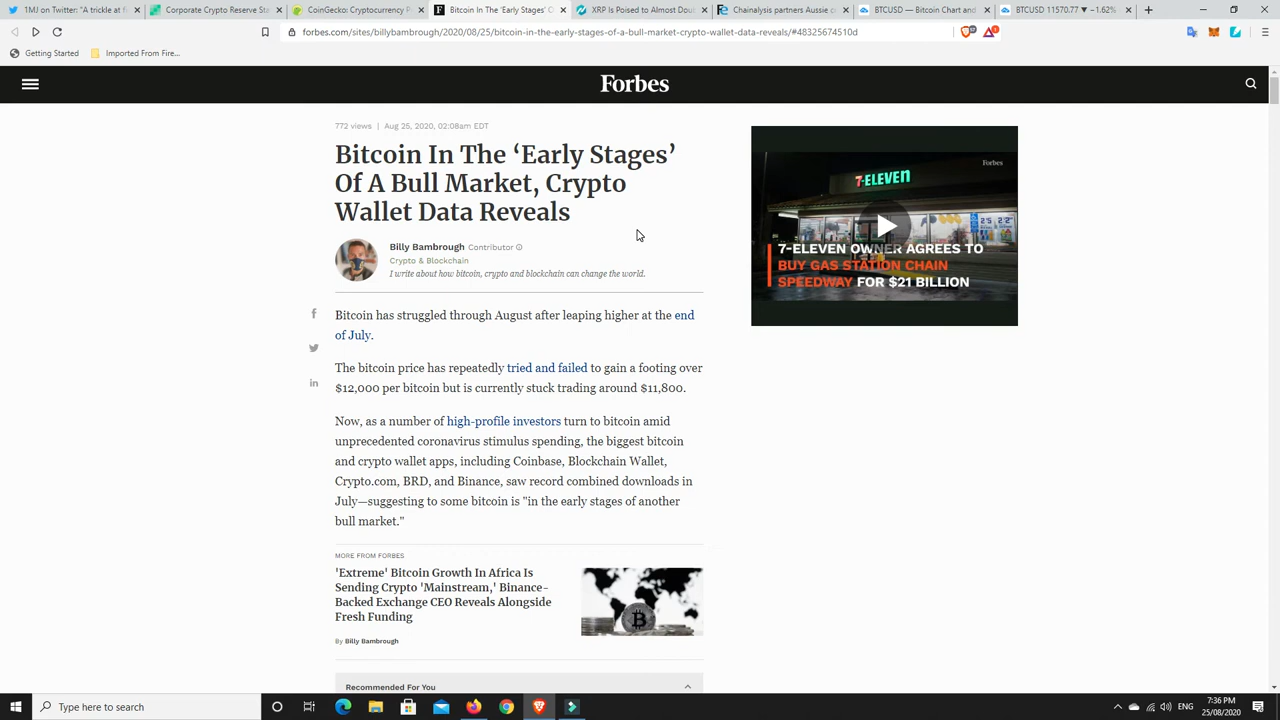 1MJ on Twitter: "A trickle at f
Corporate Crypto Reserve Sta
CoinGecko: Cryptocurrency P
Bitcoin In The 'Early Stages' O
XRP Is Poised to Almost Dou
Chainalysis partners Aussie c
BTCUSD — Bitcoin Chart and
BTCUSD 11570.77 ▼ −1.62%
forbes.com/sites/billybambrough/2020/08/25/bitcoin-in-the-early-stages-of-a-bull-market-crypto-wallet-data-reveals/#48325674510d
Getting Started
Imported From Fire...
Forbes
772 views | Aug 25, 2020, 02:08am EDT
Bitcoin In The ‘Early Stages’
Of A Bull Market, Crypto
Wallet Data Reveals
Billy Bambrough Contributor
Crypto & Blockchain
I write about how bitcoin, crypto and blockchain can change the world.
Forbes
7-ELEVEN
7-ELEVEN OWNER AGREES TO
BUY GAS STATION CHAIN
SPEEDWAY FOR $21 BILLION
Bitcoin has struggled through August after leaping higher at the end
of July.
The bitcoin price has repeatedly tried and failed to gain a footing over
$12,000 per bitcoin but is currently stuck trading around $11,800.
Now, as a number of high-profile investors turn to bitcoin amid
unprecedented coronavirus stimulus spending, the biggest bitcoin
and crypto wallet apps, including Coinbase, Blockchain Wallet,
Crypto.com, BRD, and Binance, saw record combined downloads in
July—suggesting to some bitcoin is "in the early stages of another
bull market."
MORE FROM FORBES
'Extreme' Bitcoin Growth In Africa Is
Sending Crypto 'Mainstream,' Binance-
Backed Exchange CEO Reveals Alongside
Fresh Funding
By Billy Bambrough
Recommended For You
Type here to search
ENG
7:36 PM
25/08/2020